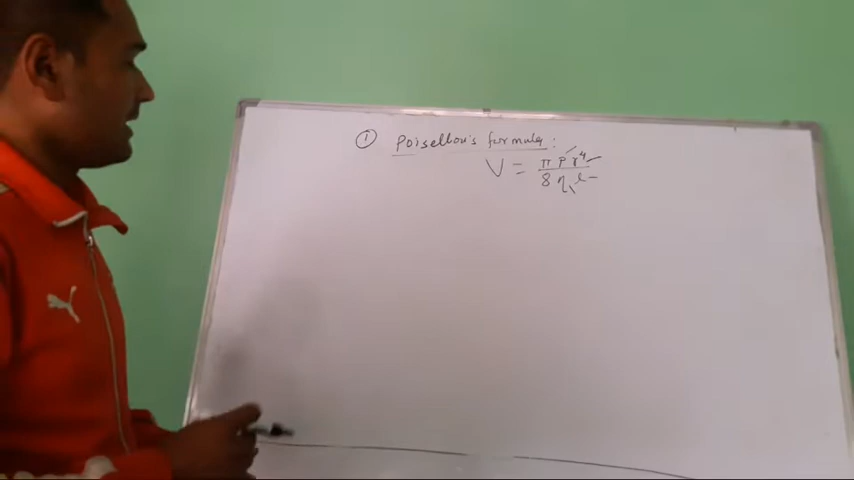 ① Poisellou's formula :
V = πpr⁴ / 8ηl